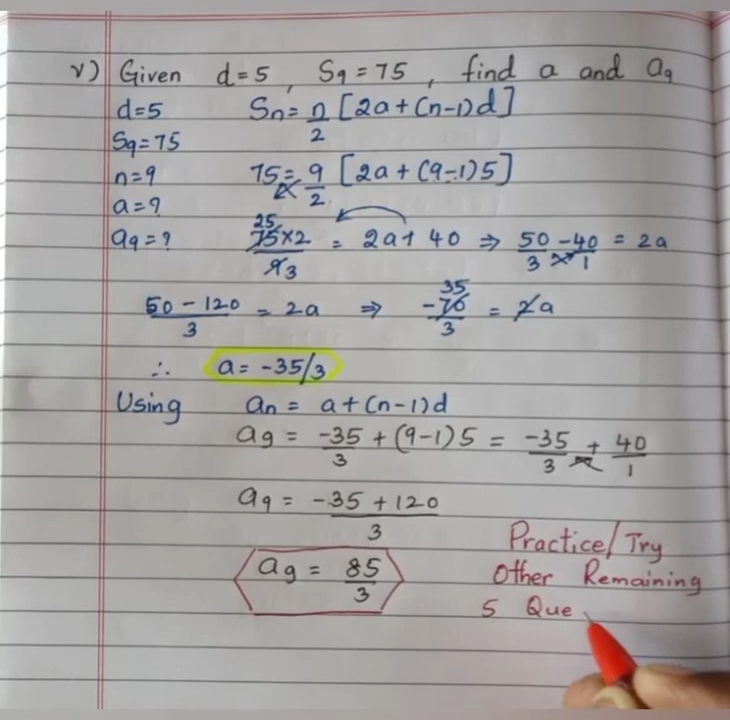 v) Given d=5, S9=75, find a and a9
d=5 Sn= n/2 [2a+(n-1)d]
S9=75
n=9 75= 9/2 [2a+(9-1)5]
a=?
a9=? 25 75×2/9 3 = 2a+ 40 ⇒ 50/3 - 40/1 = 2a
50-120/3 = 2a ⇒ -70/3 35 = 2a
∴ a= -35/3
Using an = a+(n-1)d
a9 = -35/3 + (9-1)5 = -35/3 + 40/1
a9 = -35+120/3
a9 = 85/3
Practice/Try
Other Remaining
5 Que